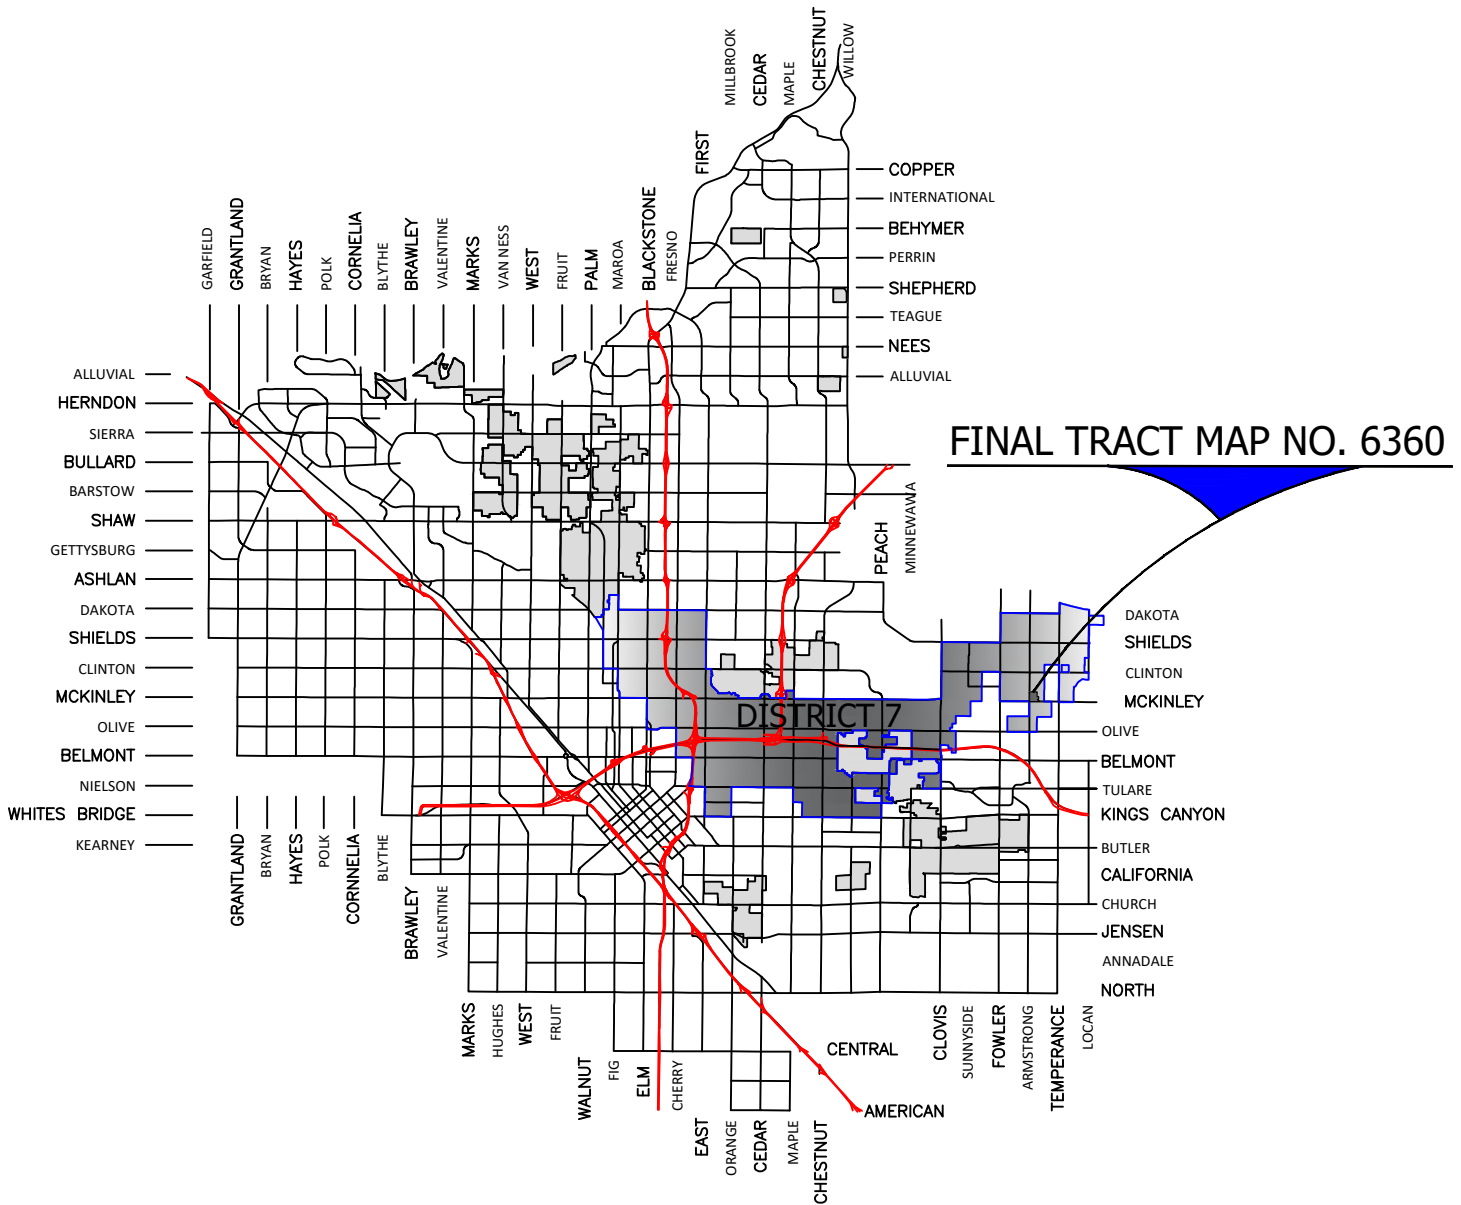 MILLBROOK
CEDAR
MAPLE
CHESTNUT
WILLOW
FIRST
COPPER
INTERNATIONAL
BEHYMER
PERRIN
SHEPHERD
TEAGUE
NEES
ALLUVIAL
GARFIELD
GRANTLAND
BRYAN
HAYES
POLK
CORNELIA
BLYTHE
BRAWLEY
VALENTINE
MARKS
VAN NESS
WEST
FRUIT
PALM
MAROA
BLACKSTONE
FRESNO
ALLUVIAL
HERNDON
SIERRA
BULLARD
BARSTOW
SHAW
GETTYSBURG
ASHLAN
DAKOTA
SHIELDS
CLINTON
MCKINLEY
OLIVE
BELMONT
NIELSON
WHITES BRIDGE
KEARNEY
FINAL TRACT MAP NO. 6360
PEACH
MINNEWAWA
DAKOTA
SHIELDS
CLINTON
MCKINLEY
OLIVE
BELMONT
TULARE
KINGS CANYON
BUTLER
CALIFORNIA
CHURCH
JENSEN
ANNADALE
NORTH
DISTRICT 7
GRANTLAND
BRYAN
HAYES
POLK
CORNNELIA
BLYTHE
BRAWLEY
VALENTINE
MARKS
HUGHES
WEST
FRUIT
WALNUT
FIG
ELM
CHERRY
EAST
ORANGE
CEDAR
MAPLE
CHESTNUT
CENTRAL
AMERICAN
CLOVIS
SUNNYSIDE
FOWLER
ARMSTRONG
TEMPERANCE
LOCAN